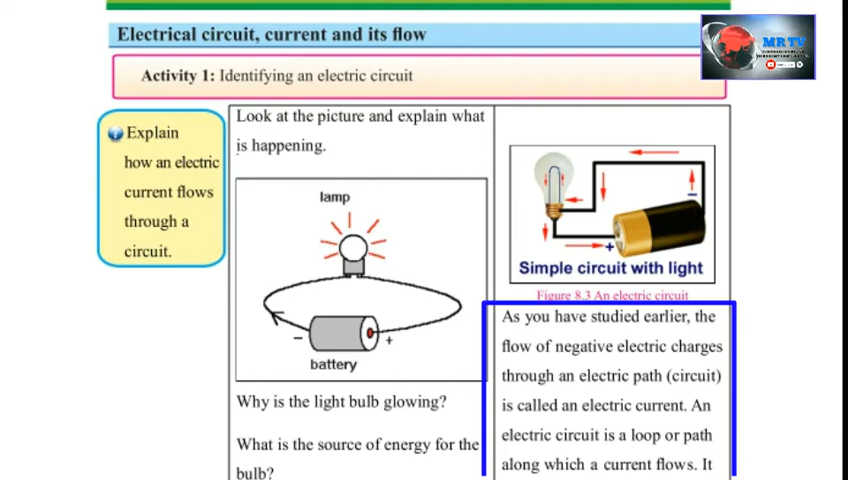 Electrical circuit, current and its flow
MR TV
Activity 1: Identifying an electric circuit
Explain
how an electric
current flows
through a
circuit.
Look at the picture and explain what
is happening.
lamp
−
+
battery
Why is the light bulb glowing?
What is the source of energy for the
bulb?
−
+
Simple circuit with light
Figure 8.3 An electric circuit
As you have studied earlier, the
flow of negative electric charges
through an electric path (circuit)
is called an electric current. An
electric circuit is a loop or path
along which a current flows. It